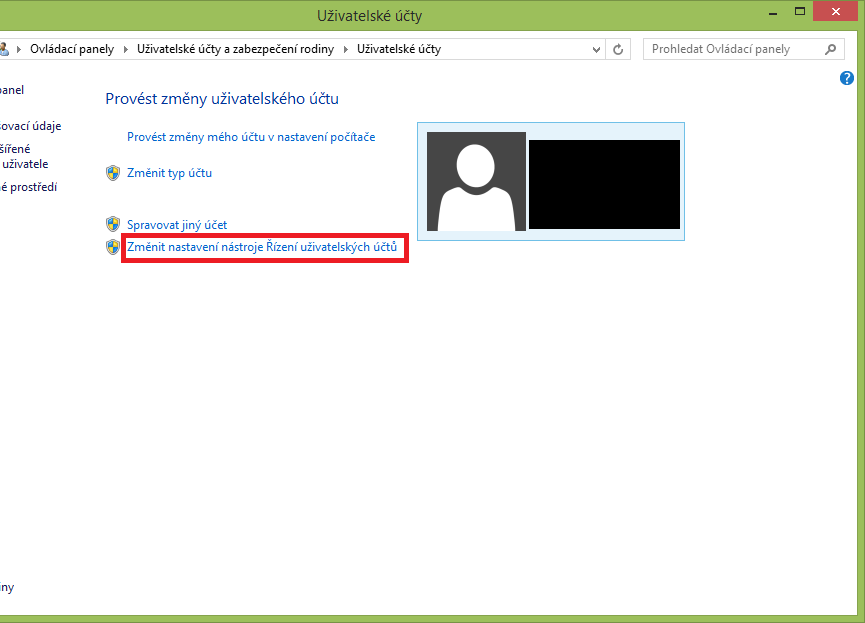 Uživatelské účty
Ovládací panely
Uživatelské účty a zabezpečení rodiny
Uživatelské účty
Prohledat Ovládací panely
anel
ovací údaje
šířené
uživatele
é prostředí
iny
Provést změny uživatelského účtu
Provést změny mého účtu v nastavení počítače
Změnit typ účtu
Spravovat jiný účet
Změnit nastavení nástroje Řízení uživatelských účtů